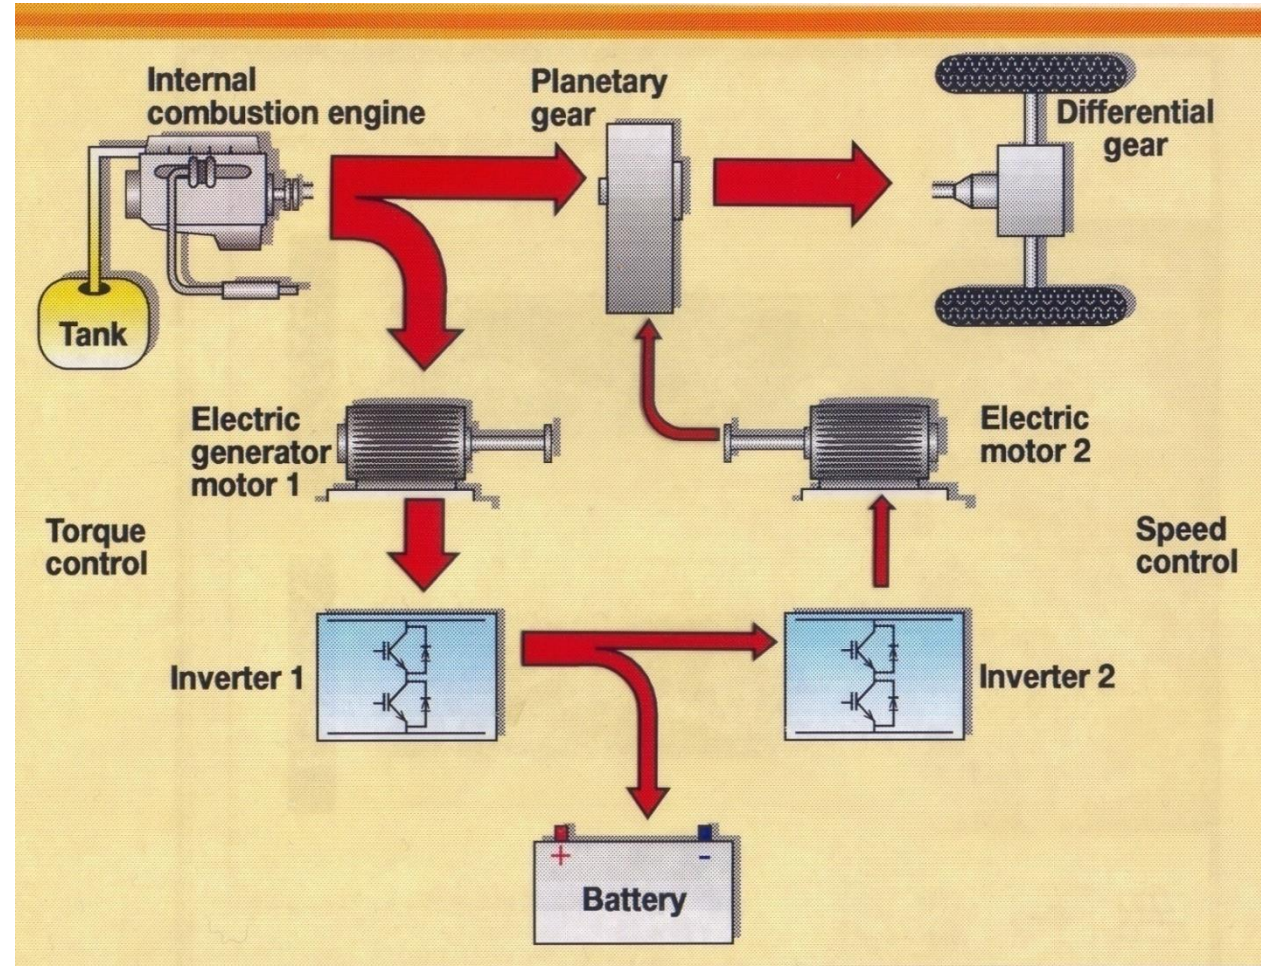 Internal
combustion engine
Planetary
gear
Differential
gear
Tank
Electric
generator
motor 1
Electric
motor 2
Torque
control
Speed
control
Inverter 1
Inverter 2
+
-
Battery